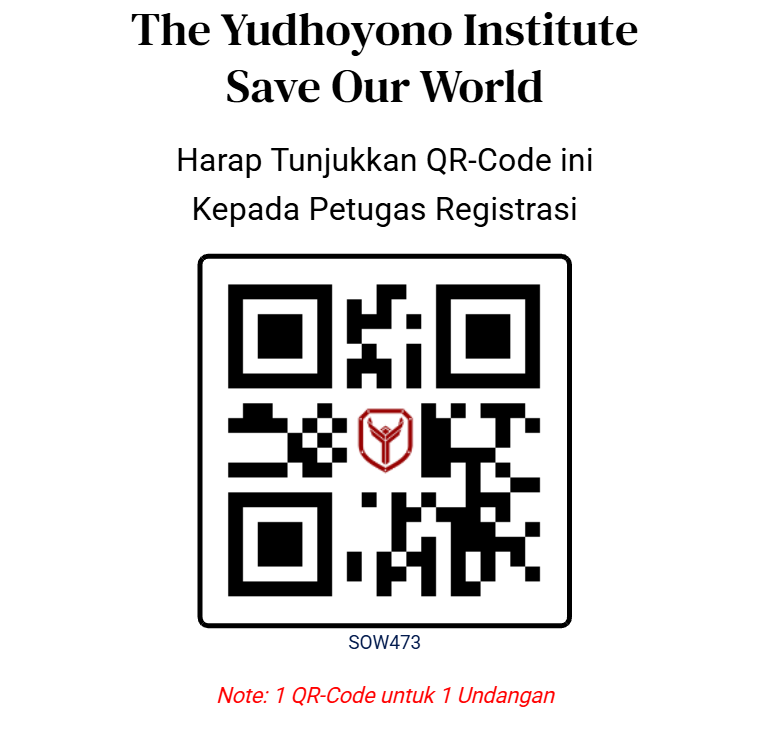 The Yudhoyono Institute
Save Our World
Harap Tunjukkan QR-Code ini
Kepada Petugas Registrasi
SOW473
Note: 1 QR-Code untuk 1 Undangan